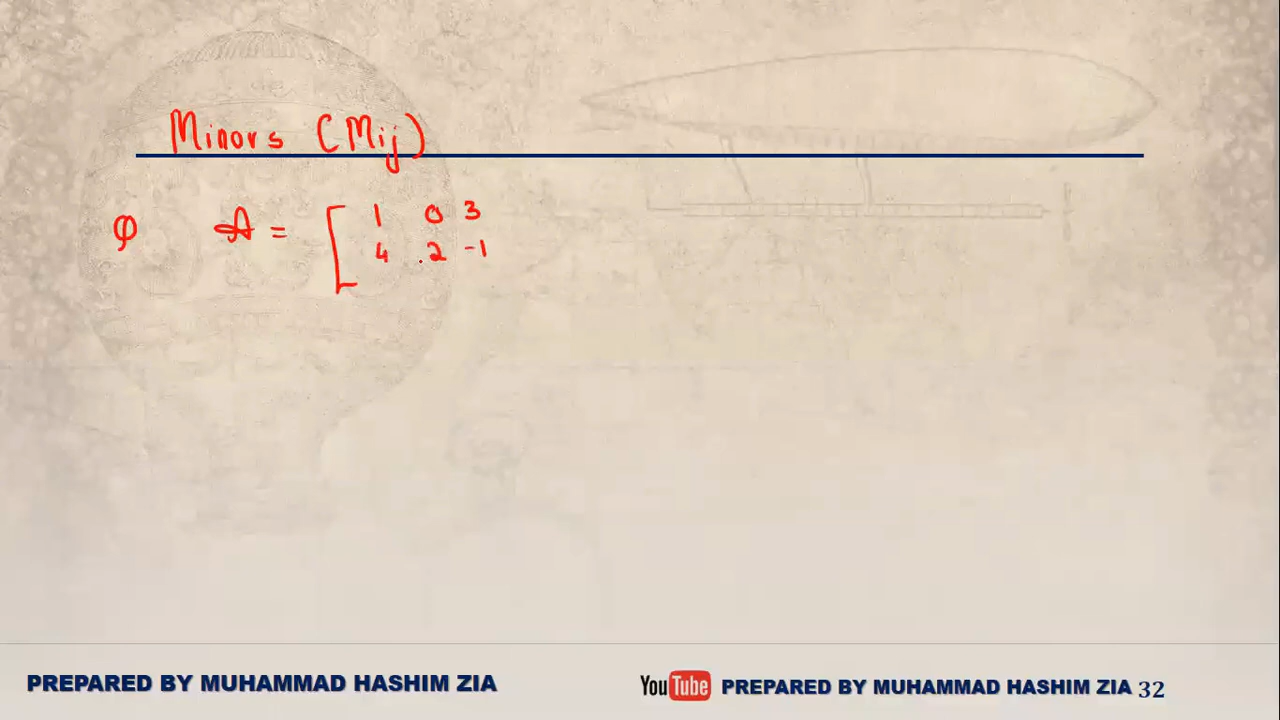 Minors (Mij)
Q A = [ 1 0 3
4 2 -1
PREPARED BY MUHAMMAD HASHIM ZIA
YouTube PREPARED BY MUHAMMAD HASHIM ZIA 32